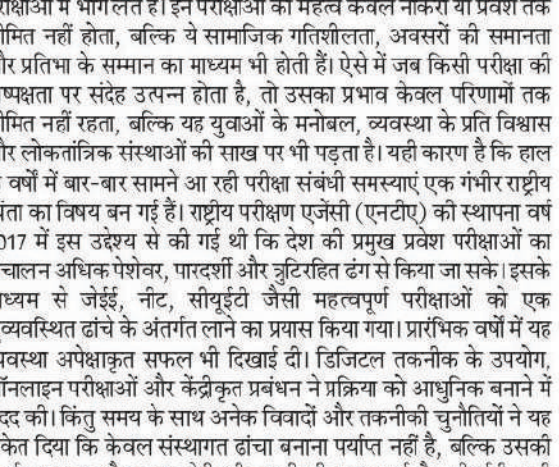 परीक्षाओं में भाग लेते हैं। इन परीक्षाओं का महत्व केवल नौकरी या प्रवेश तक
सीमित नहीं होता, बल्कि ये सामाजिक गतिशीलता, अवसरों की समानता
और प्रतिभा के सम्मान का माध्यम भी होती हैं। ऐसे में जब किसी परीक्षा की
निष्पक्षता पर संदेह उत्पन्न होता है, तो उसका प्रभाव केवल परिणामों तक
सीमित नहीं रहता, बल्कि यह युवाओं के मनोबल, व्यवस्था के प्रति विश्वास
और लोकतांत्रिक संस्थाओं की साख पर भी पड़ता है। यही कारण है कि हाल
वर्षों में बार-बार सामने आ रही परीक्षा संबंधी समस्याएं एक गंभीर राष्ट्रीय
चिंता का विषय बन गई हैं। राष्ट्रीय परीक्षण एजेंसी (एनटीए) की स्थापना वर्ष
2017 में इस उद्देश्य से की गई थी कि देश की प्रमुख प्रवेश परीक्षाओं का
संचालन अधिक पेशेवर, पारदर्शी और त्रुटिरहित ढंग से किया जा सके। इसके
माध्यम से जेईई, नीट, सीयूईटी जैसी महत्वपूर्ण परीक्षाओं को एक
व्यवस्थित ढांचे के अंतर्गत लाने का प्रयास किया गया। प्रारंभिक वर्षों में यह
व्यवस्था अपेक्षाकृत सफल भी दिखाई दी। डिजिटल तकनीक के उपयोग,
ऑनलाइन परीक्षाओं और केंद्रीकृत प्रबंधन ने प्रक्रिया को आधुनिक बनाने में
मदद की। किंतु समय के साथ अनेक विवादों और तकनीकी चुनौतियों ने यह
संकेत दिया कि केवल संस्थागत ढांचा बनाना पर्याप्त नहीं है, बल्कि उसकी